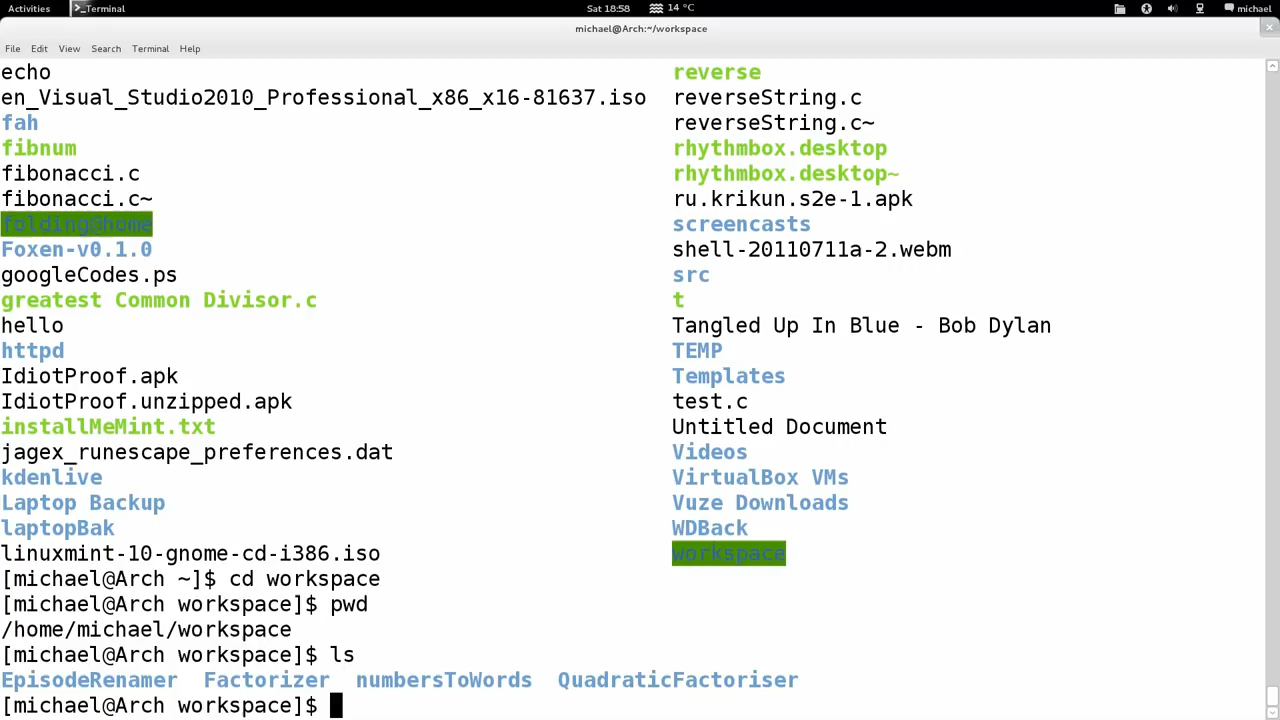 Activities Terminal Sat 18:58 14 °C michael
michael@Arch:~/workspace
File Edit View Search Terminal Help
echo reverse
en_Visual_Studio2010_Professional_x86_x16-81637.iso reverseString.c
fah reverseString.c~
fibnum rhythmbox.desktop
fibonacci.c rhythmbox.desktop~
fibonacci.c~ ru.krikun.s2e-1.apk
folding@home screencasts
Foxen-v0.1.0 shell-20110711a-2.webm
googleCodes.ps src
greatest Common Divisor.c t
hello Tangled Up In Blue - Bob Dylan
httpd TEMP
IdiotProof.apk Templates
IdiotProof.unzipped.apk test.c
installMeMint.txt Untitled Document
jagex_runescape_preferences.dat Videos
kdenlive VirtualBox VMs
Laptop Backup Vuze Downloads
laptopBak WDBack
linuxmint-10-gnome-cd-i386.iso workspace
[michael@Arch ~]$ cd workspace
[michael@Arch workspace]$ pwd
/home/michael/workspace
[michael@Arch workspace]$ ls
EpisodeRenamer Factorizer numbersToWords QuadraticFactoriser
[michael@Arch workspace]$